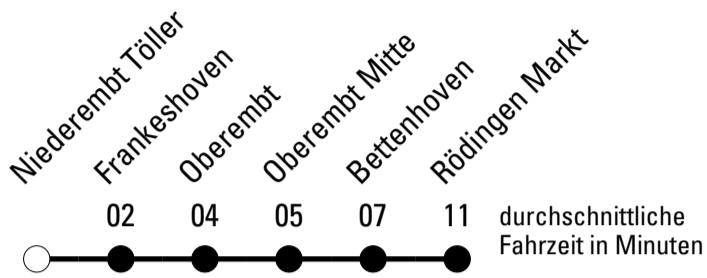 Niederembt Töller
Frankeshoven
Oberembt
Oberembt Mitte
Bettenhoven
Rödingen Markt
02 04 05 07 11 durchschnittliche
Fahrzeit in Minuten